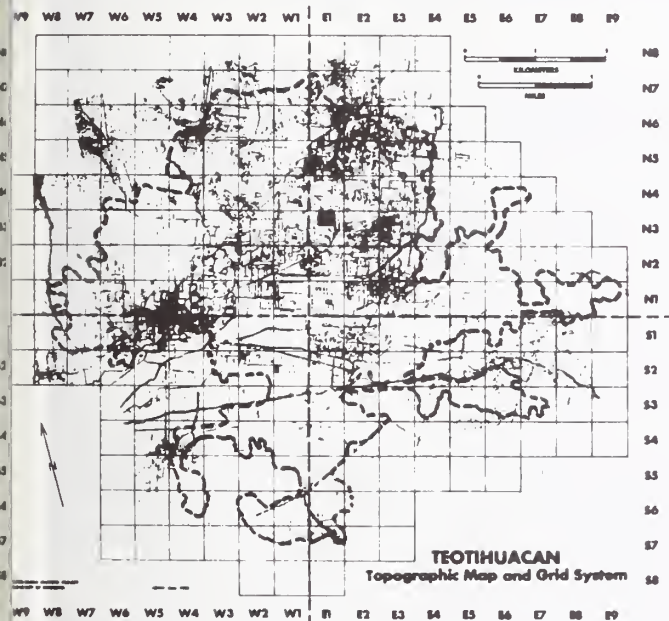 W9 W8 W7 W6 W5 W4 W3 W2 W1 E1 E2 E3 E4 E5 E6 E7 E8 E9
N8
KILOMETERS
N7
MILES
N6
N5
N4
N3
N2
N1
S1
S2
S3
S4
S5
S6
N
S7
TEOTIHUACAN
Topographic Map and Grid System
S8
W9 W8 W7 W6 W5 W4 W3 W2 W1 E1 E2 E3 E4 E5 E6 E7 E8 E9